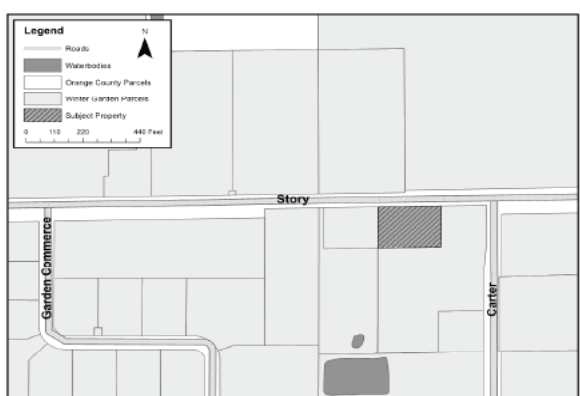 Legend
N
Roads
Waterbodies
Orange County Parcels
Winter Garden Parcels
Subject Property
0 110 220 440 Feet
Story
Garden Commerce
Carter